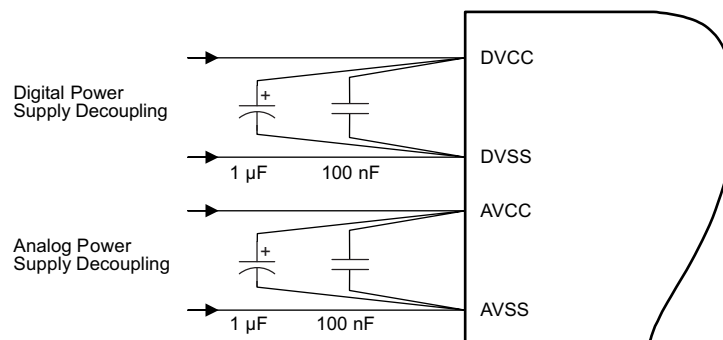 DVCC
Digital Power
Supply Decoupling
+
DVSS
1 µF
100 nF
AVCC
Analog Power
Supply Decoupling
+
AVSS
1 µF
100 nF